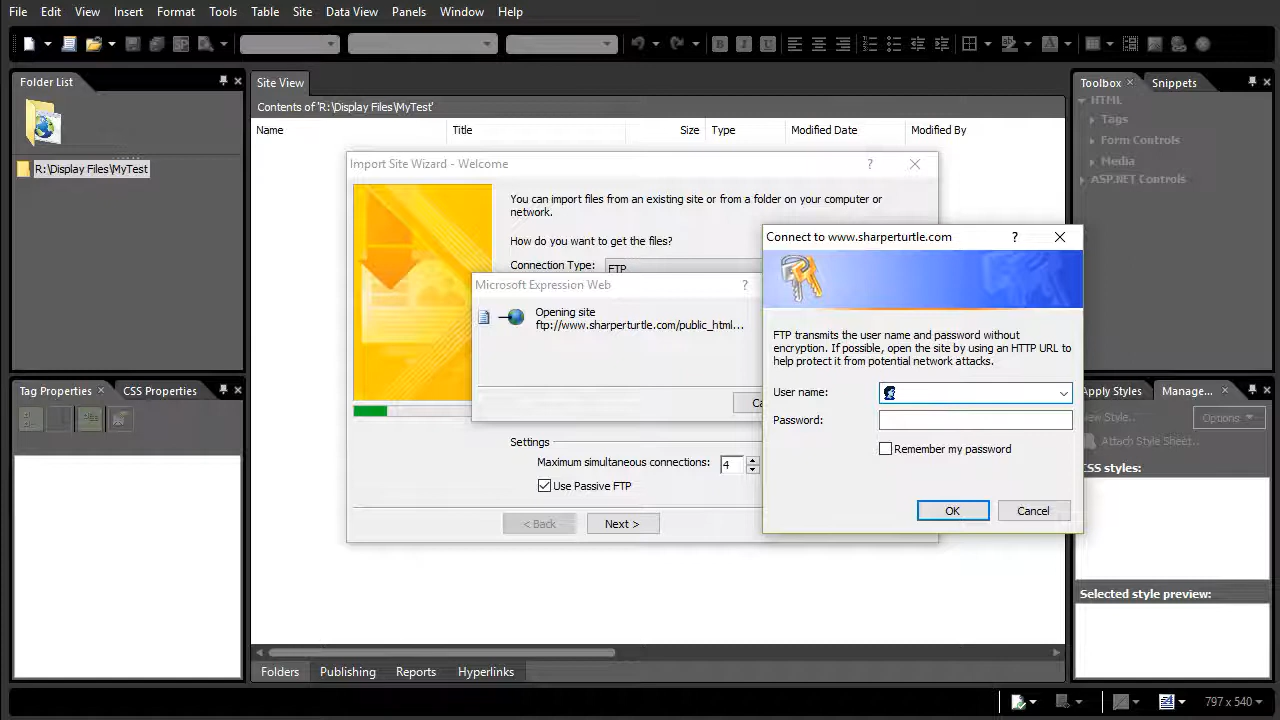 File Edit View Insert Format Tools Table Site Data View Panels Window Help
Folder List
R:\Display Files\MyTest
Site View
Contents of 'R:\Display Files\MyTest'
Name Title Size Type Modified Date Modified By
Toolbox Snippets
HTML
Tags
Form Controls
Media
ASP.NET Controls
Import Site Wizard - Welcome
You can import files from an existing site or from a folder on your computer or
network.
How do you want to get the files?
Connection Type: FTP
Microsoft Expression Web
Opening site
ftp://www.sharperturtle.com/public_html...
Settings
Maximum simultaneous connections: 4
Use Passive FTP
< Back Next >
Connect to www.sharperturtle.com
FTP transmits the user name and password without
encryption. If possible, open the site by using an HTTP URL to
help protect it from potential network attacks.
User name:
Password:
Remember my password
OK Cancel
Tag Properties CSS Properties
Apply Styles Manage...
Options
Attach Style Sheet...
CSS styles:
Selected style preview:
Folders Publishing Reports Hyperlinks
797 x 540